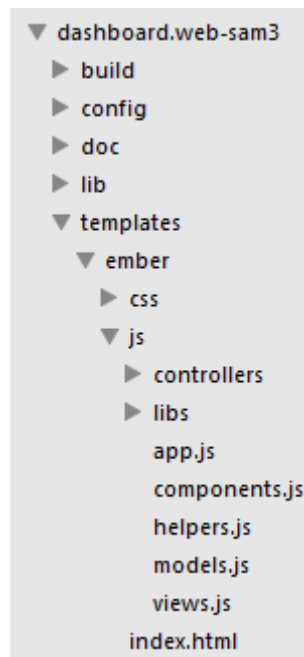 dashboard.web-sam3
build
config
doc
lib
templates
ember
css
js
controllers
libs
app.js
components.js
helpers.js
models.js
views.js
index.html